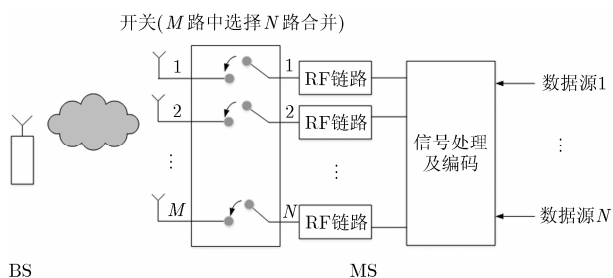 开关(M路中选择N路合并)
1 1 RF链路 数据源1
2 2 RF链路
信号处理
及编码
⋮ ⋮ ⋮
M N RF链路 数据源N
BS MS